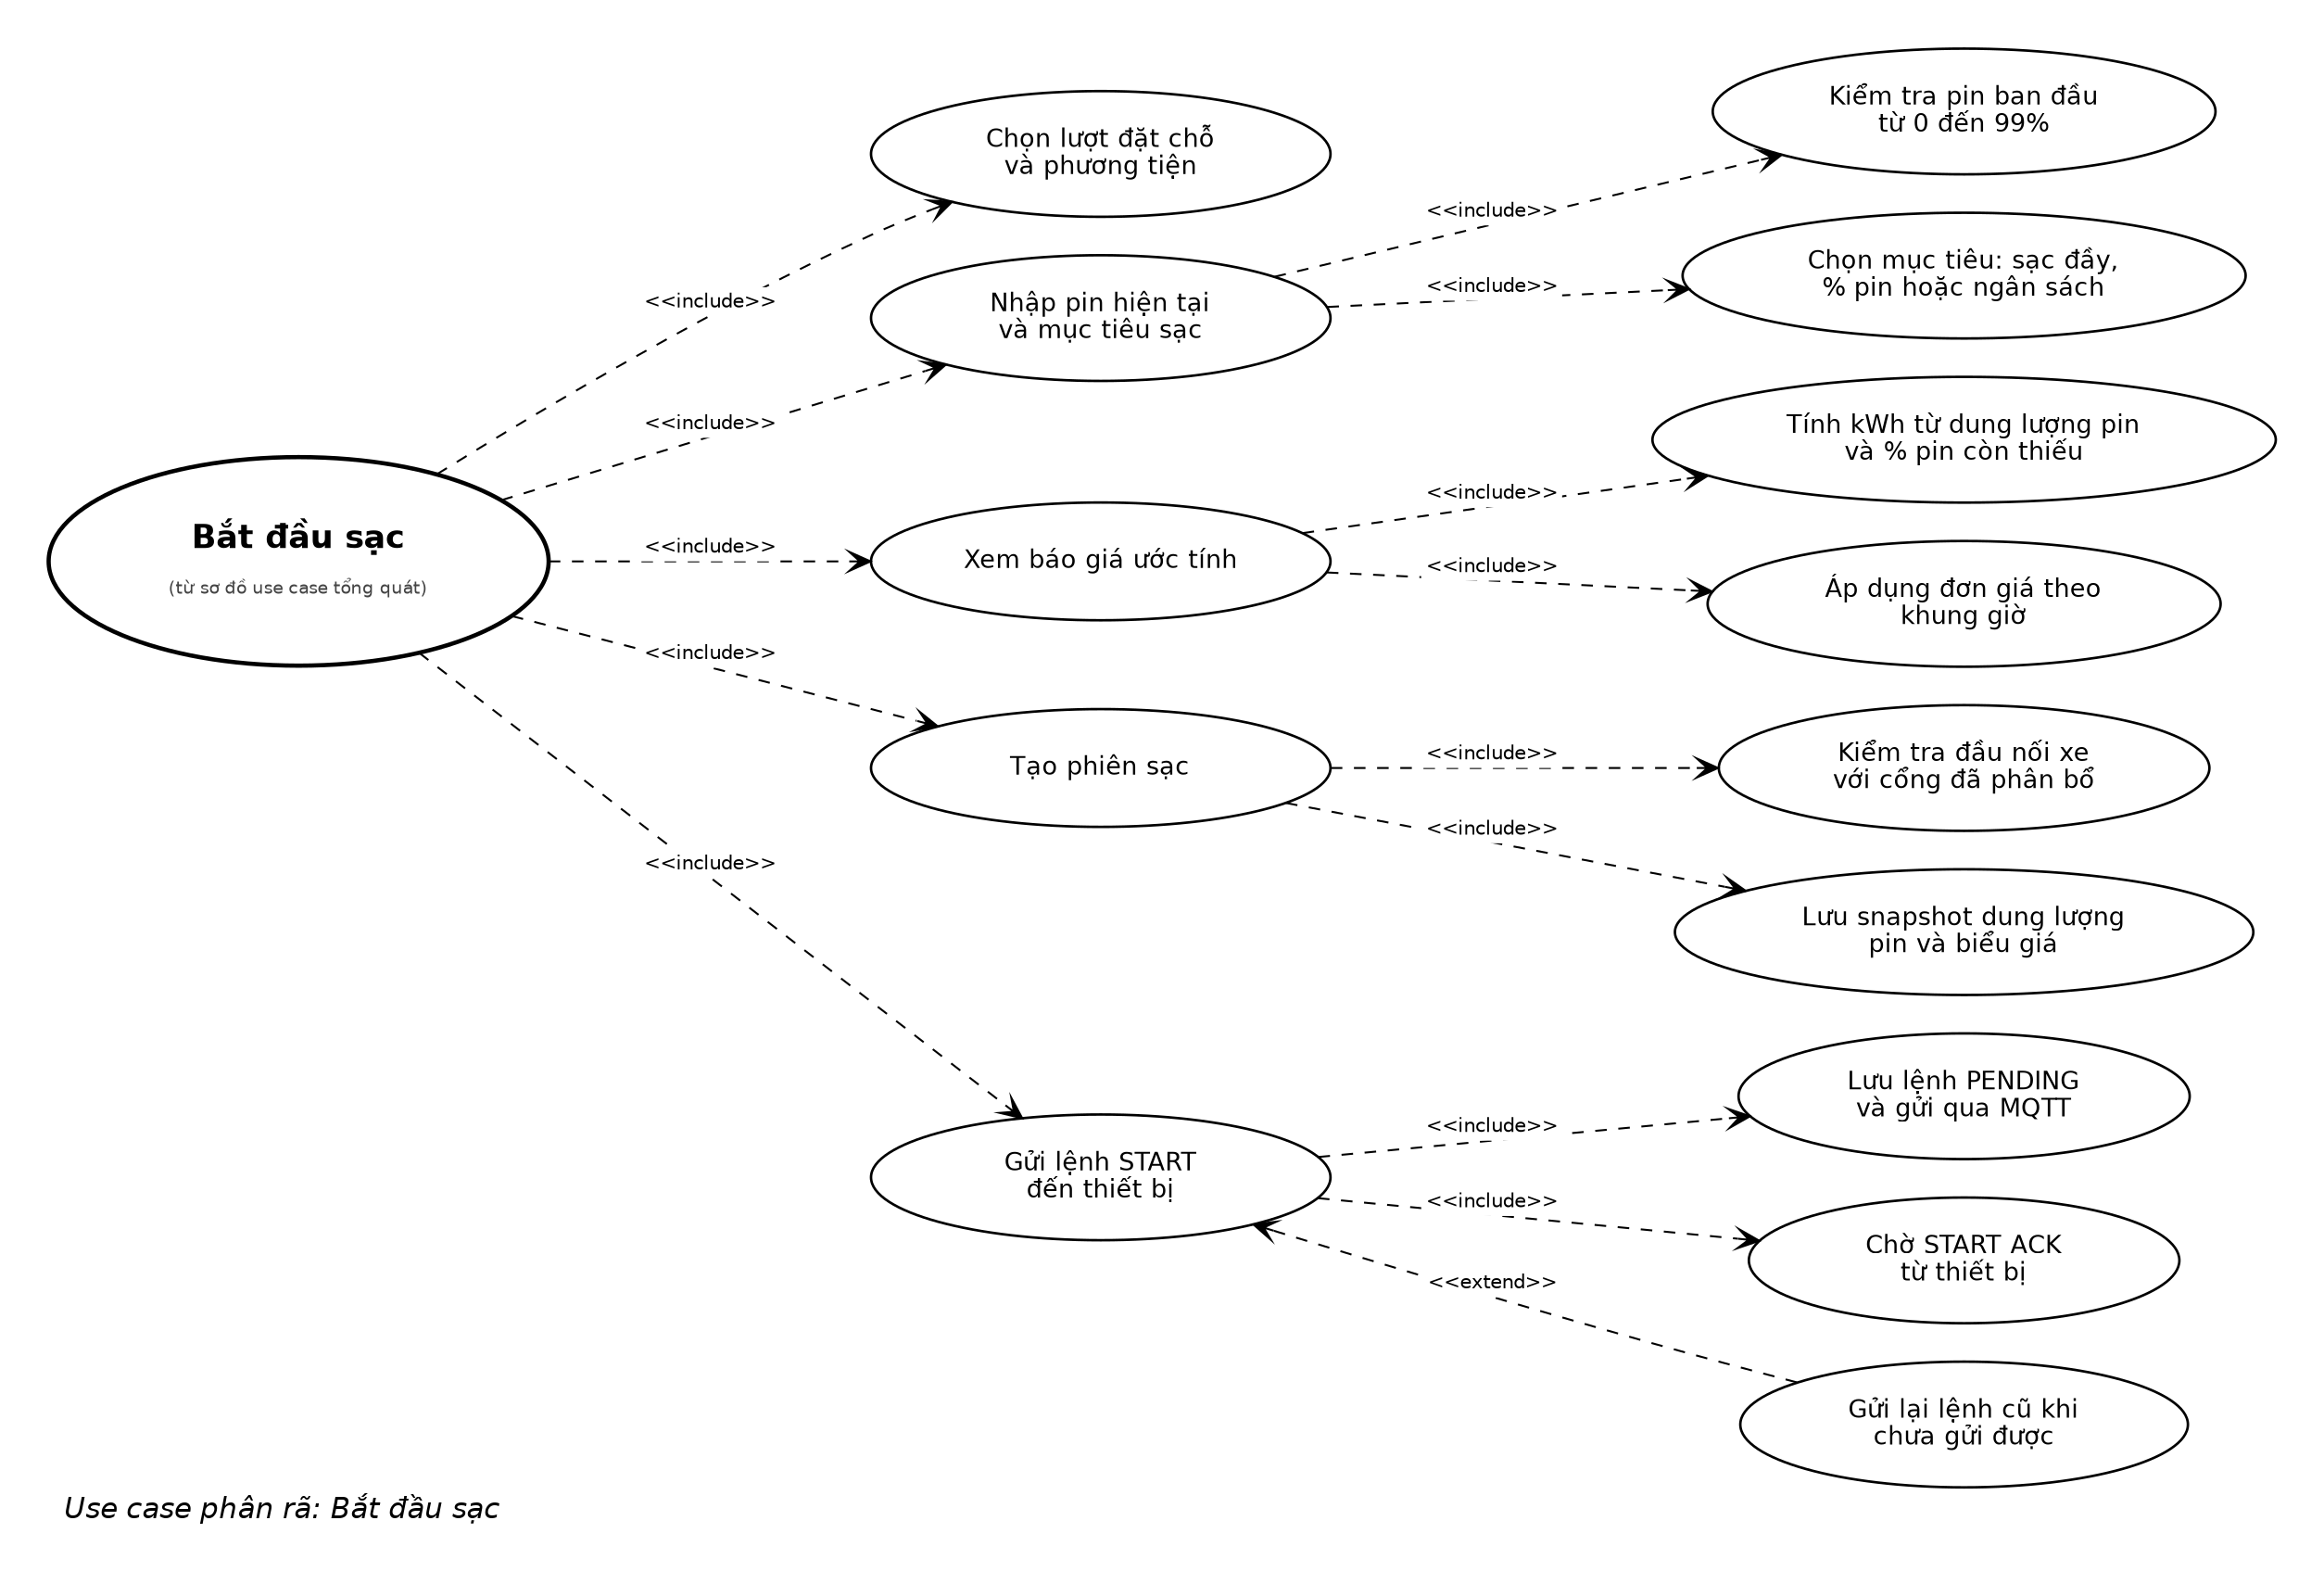 Bắt đầu sạc
(từ sơ đồ use case tổng quát)
<<include>>
<<include>>
<<include>>
<<include>>
<<include>>
Chọn lượt đặt chỗ
và phương tiện
Nhập pin hiện tại
và mục tiêu sạc
Xem báo giá ước tính
Tạo phiên sạc
Gửi lệnh START
đến thiết bị
<<include>>
<<include>>
<<include>>
<<include>>
<<include>>
<<include>>
<<include>>
<<include>>
<<extend>>
Kiểm tra pin ban đầu
từ 0 đến 99%
Chọn mục tiêu: sạc đầy,
% pin hoặc ngân sách
Tính kWh từ dung lượng pin
và % pin còn thiếu
Áp dụng đơn giá theo
khung giờ
Kiểm tra đầu nối xe
với cổng đã phân bổ
Lưu snapshot dung lượng
pin và biểu giá
Lưu lệnh PENDING
và gửi qua MQTT
Chờ START ACK
từ thiết bị
Gửi lại lệnh cũ khi
chưa gửi được
Use case phân rã: Bắt đầu sạc